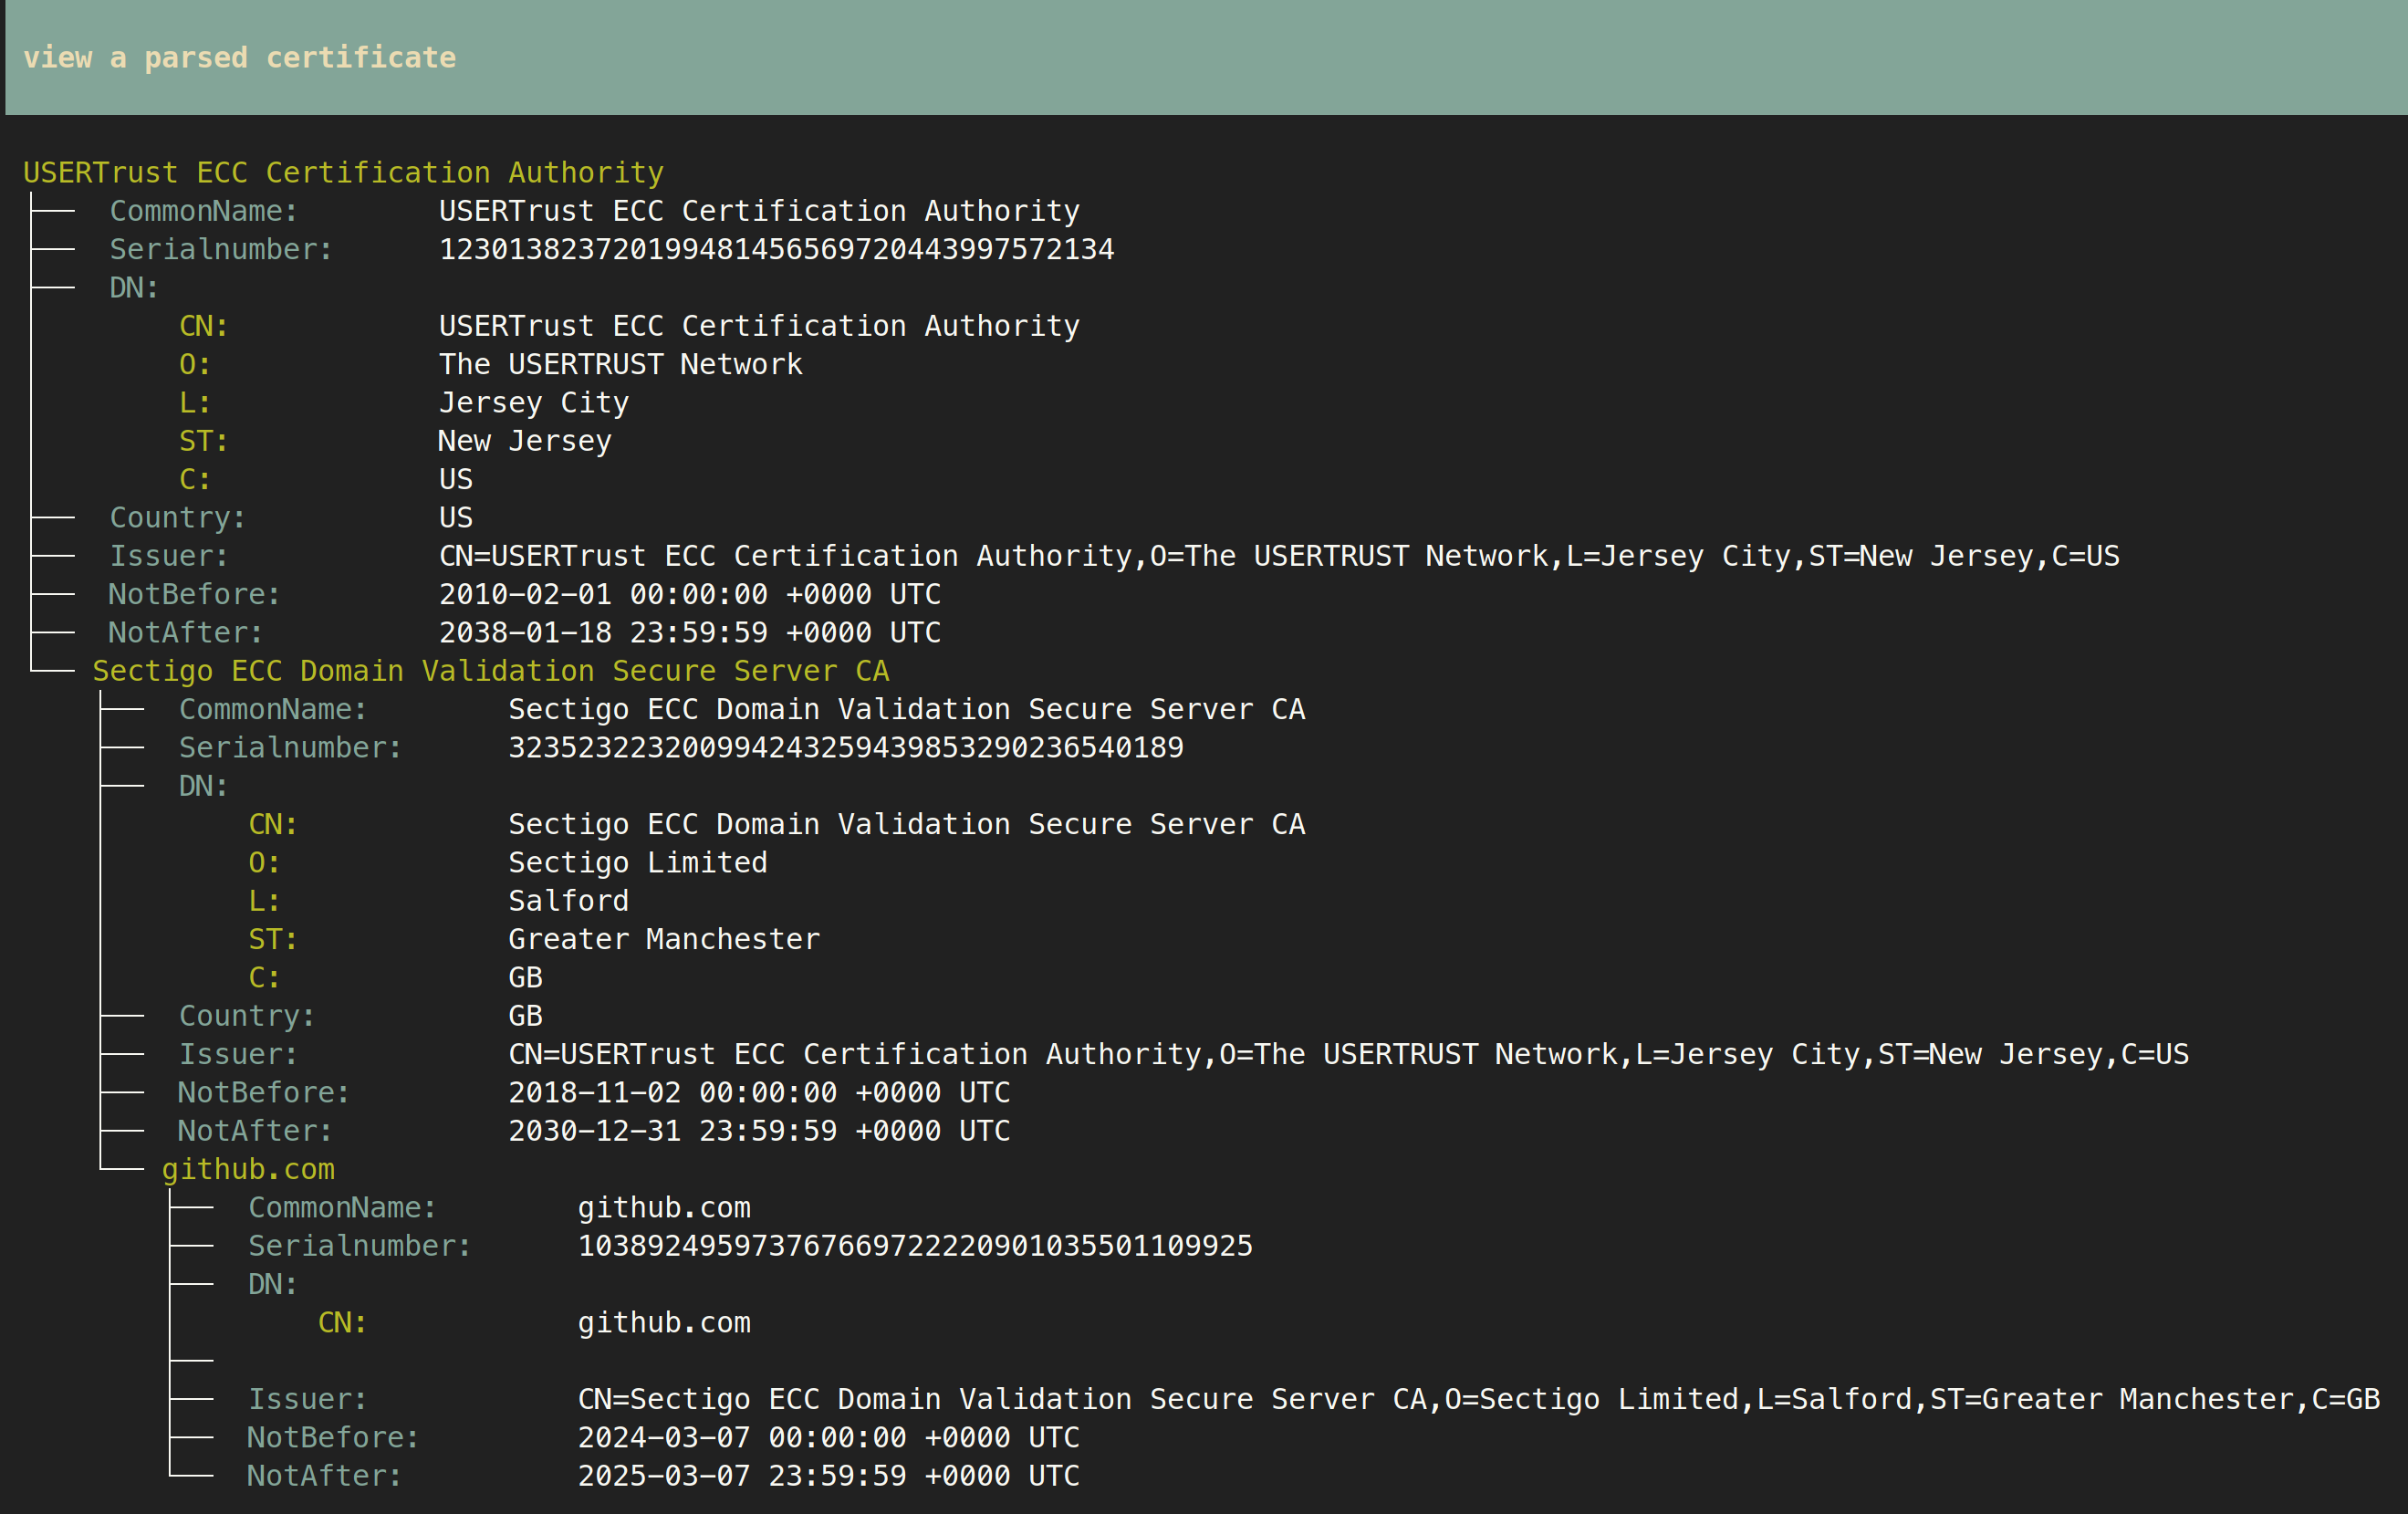 view a parsed certificate
USERTrust ECC Certification Authority
CommonName: USERTrust ECC Certification Authority
Serialnumber: 123013823720199481456569720443997572134
DN:
CN: USERTrust ECC Certification Authority
O: The USERTRUST Network
L: Jersey City
ST: New Jersey
C: US
Country: US
Issuer: CN=USERTrust ECC Certification Authority,O=The USERTRUST Network,L=Jersey City,ST=New Jersey,C=US
NotBefore: 2010-02-01 00:00:00 +0000 UTC
NotAfter: 2038-01-18 23:59:59 +0000 UTC
Sectigo ECC Domain Validation Secure Server CA
CommonName: Sectigo ECC Domain Validation Secure Server CA
Serialnumber: 323523223200994243259439853290236540189
DN:
CN: Sectigo ECC Domain Validation Secure Server CA
O: Sectigo Limited
L: Salford
ST: Greater Manchester
C: GB
Country: GB
Issuer: CN=USERTrust ECC Certification Authority,O=The USERTRUST Network,L=Jersey City,ST=New Jersey,C=US
NotBefore: 2018-11-02 00:00:00 +0000 UTC
NotAfter: 2030-12-31 23:59:59 +0000 UTC
github.com
CommonName: github.com
Serialnumber: 103892495973767669722220901035501109925
DN:
CN: github.com
Issuer: CN=Sectigo ECC Domain Validation Secure Server CA,O=Sectigo Limited,L=Salford,ST=Greater Manchester,C=GB
NotBefore: 2024-03-07 00:00:00 +0000 UTC
NotAfter: 2025-03-07 23:59:59 +0000 UTC